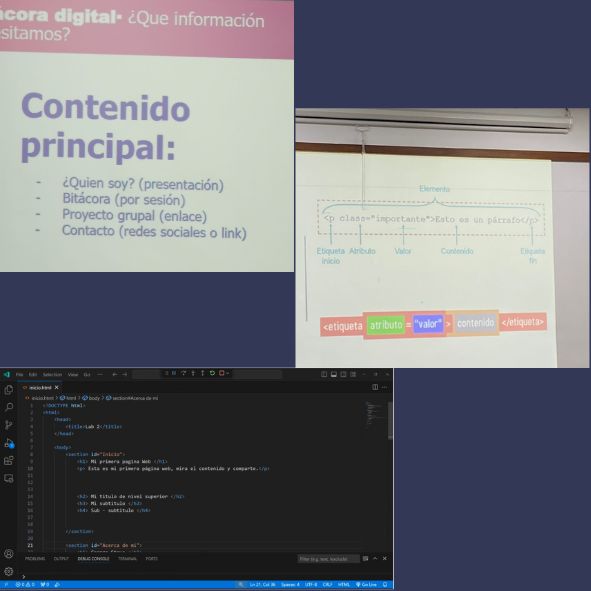 ácora digital- ¿Que información
esitamos?
Contenido
principal:
- ¿Quien soy? (presentación)
- Bitácora (por sesión)
- Proyecto grupal (enlace)
- Contacto (redes sociales o link)
Elemento
<p class="importante">Esto es un párrafo</p>
Etiqueta inicio Atributo Valor Contenido Etiqueta fin
<etiqueta atributo = "valor" > contenido </etiqueta>
File Edit Selection View Go ...
inicio.html
inicio.html > html > body > section#Acerca de mi
1 <!DOCTYPE html>
2 <html>
3 <head>
4 <title>Lab 2</title>
5 </head>
6
7 <body>
8 <section id="Inicio">
9 <h1> Mi primera pagina Web </h1>
10 <p> Esta es mi primera página web, mira el contenido y comparte.</p>
11
12
13
14 <h2> Mi titulo de nivel superior </h2>
15 <h3> Mi subtitulo </h3>
16 <h4> Sub - subtitulo </h4>
17
18
19 </section>
20
21 <section id="Acerca de mi">
PROBLEMS OUTPUT DEBUG CONSOLE TERMINAL PORTS
Filter (e.g. text, !exclude)
Ln 21, Col 36 Spaces: 4 UTF-8 CRLF HTML Go Live